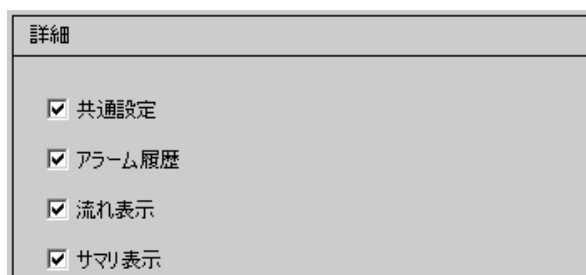 詳細
共通設定
アラーム履歴
流れ表示
サマリ表示